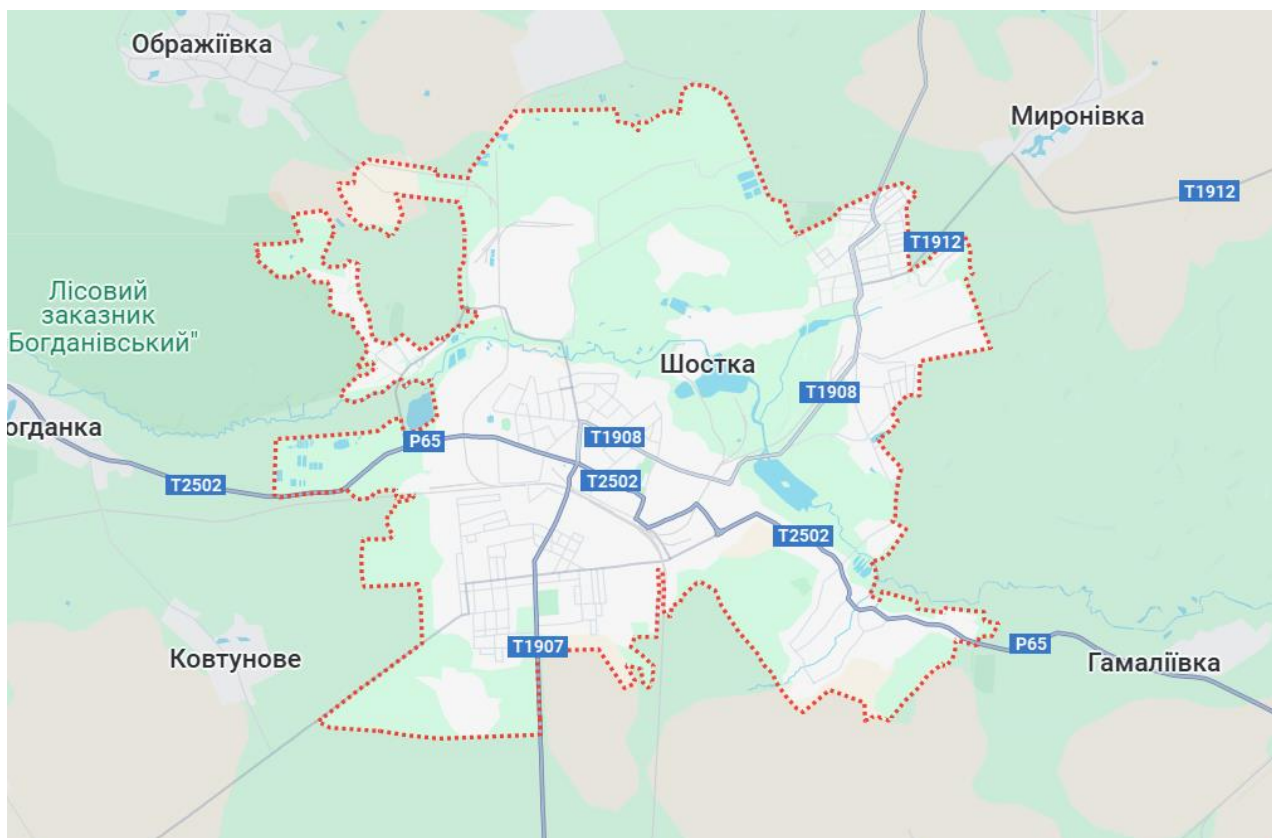 Ображіївка
Миронівка
T1912
T1912
Лісовий
заказник
Богданівський"
Шостка
T1908
огданка
P65
T1908
T2502
T2502
T2502
Ковтунове
T1907
P65
Гамаліївка